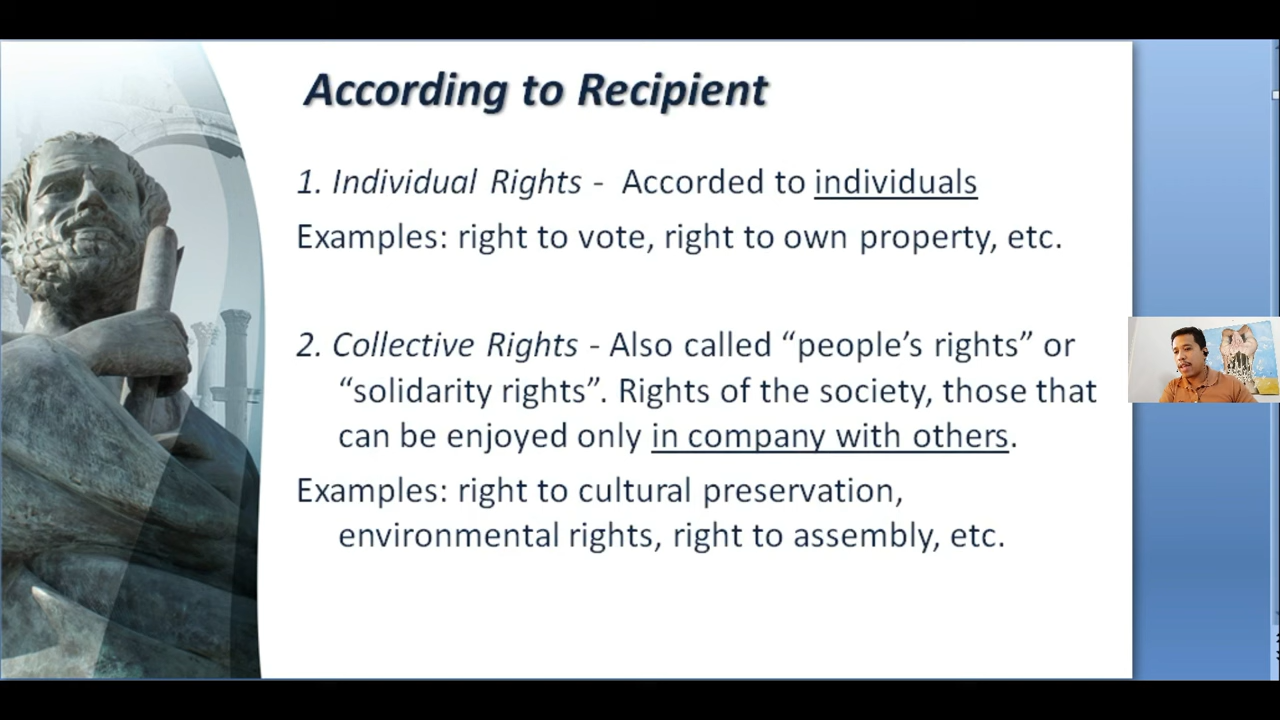 According to Recipient
1. Individual Rights - Accorded to individuals
Examples: right to vote, right to own property, etc.
2. Collective Rights - Also called “people’s rights” or
“solidarity rights”. Rights of the society, those that
can be enjoyed only in company with others.
Examples: right to cultural preservation,
environmental rights, right to assembly, etc.